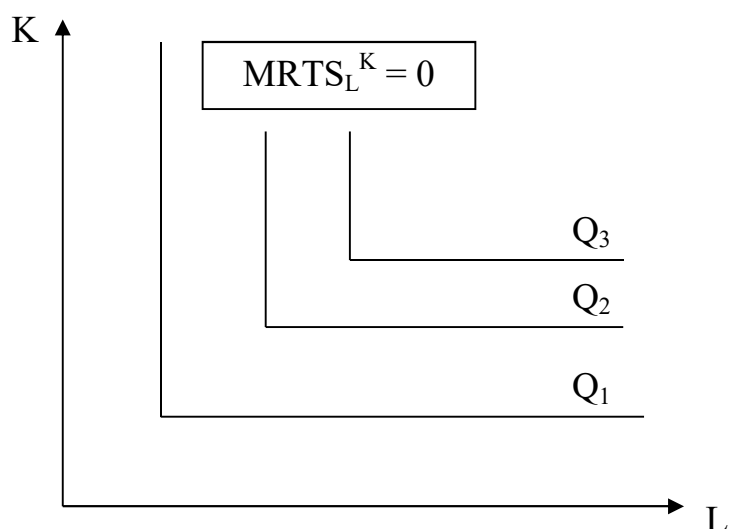 K
MRTS_L^K = 0
Q₃
Q₂
Q₁
L